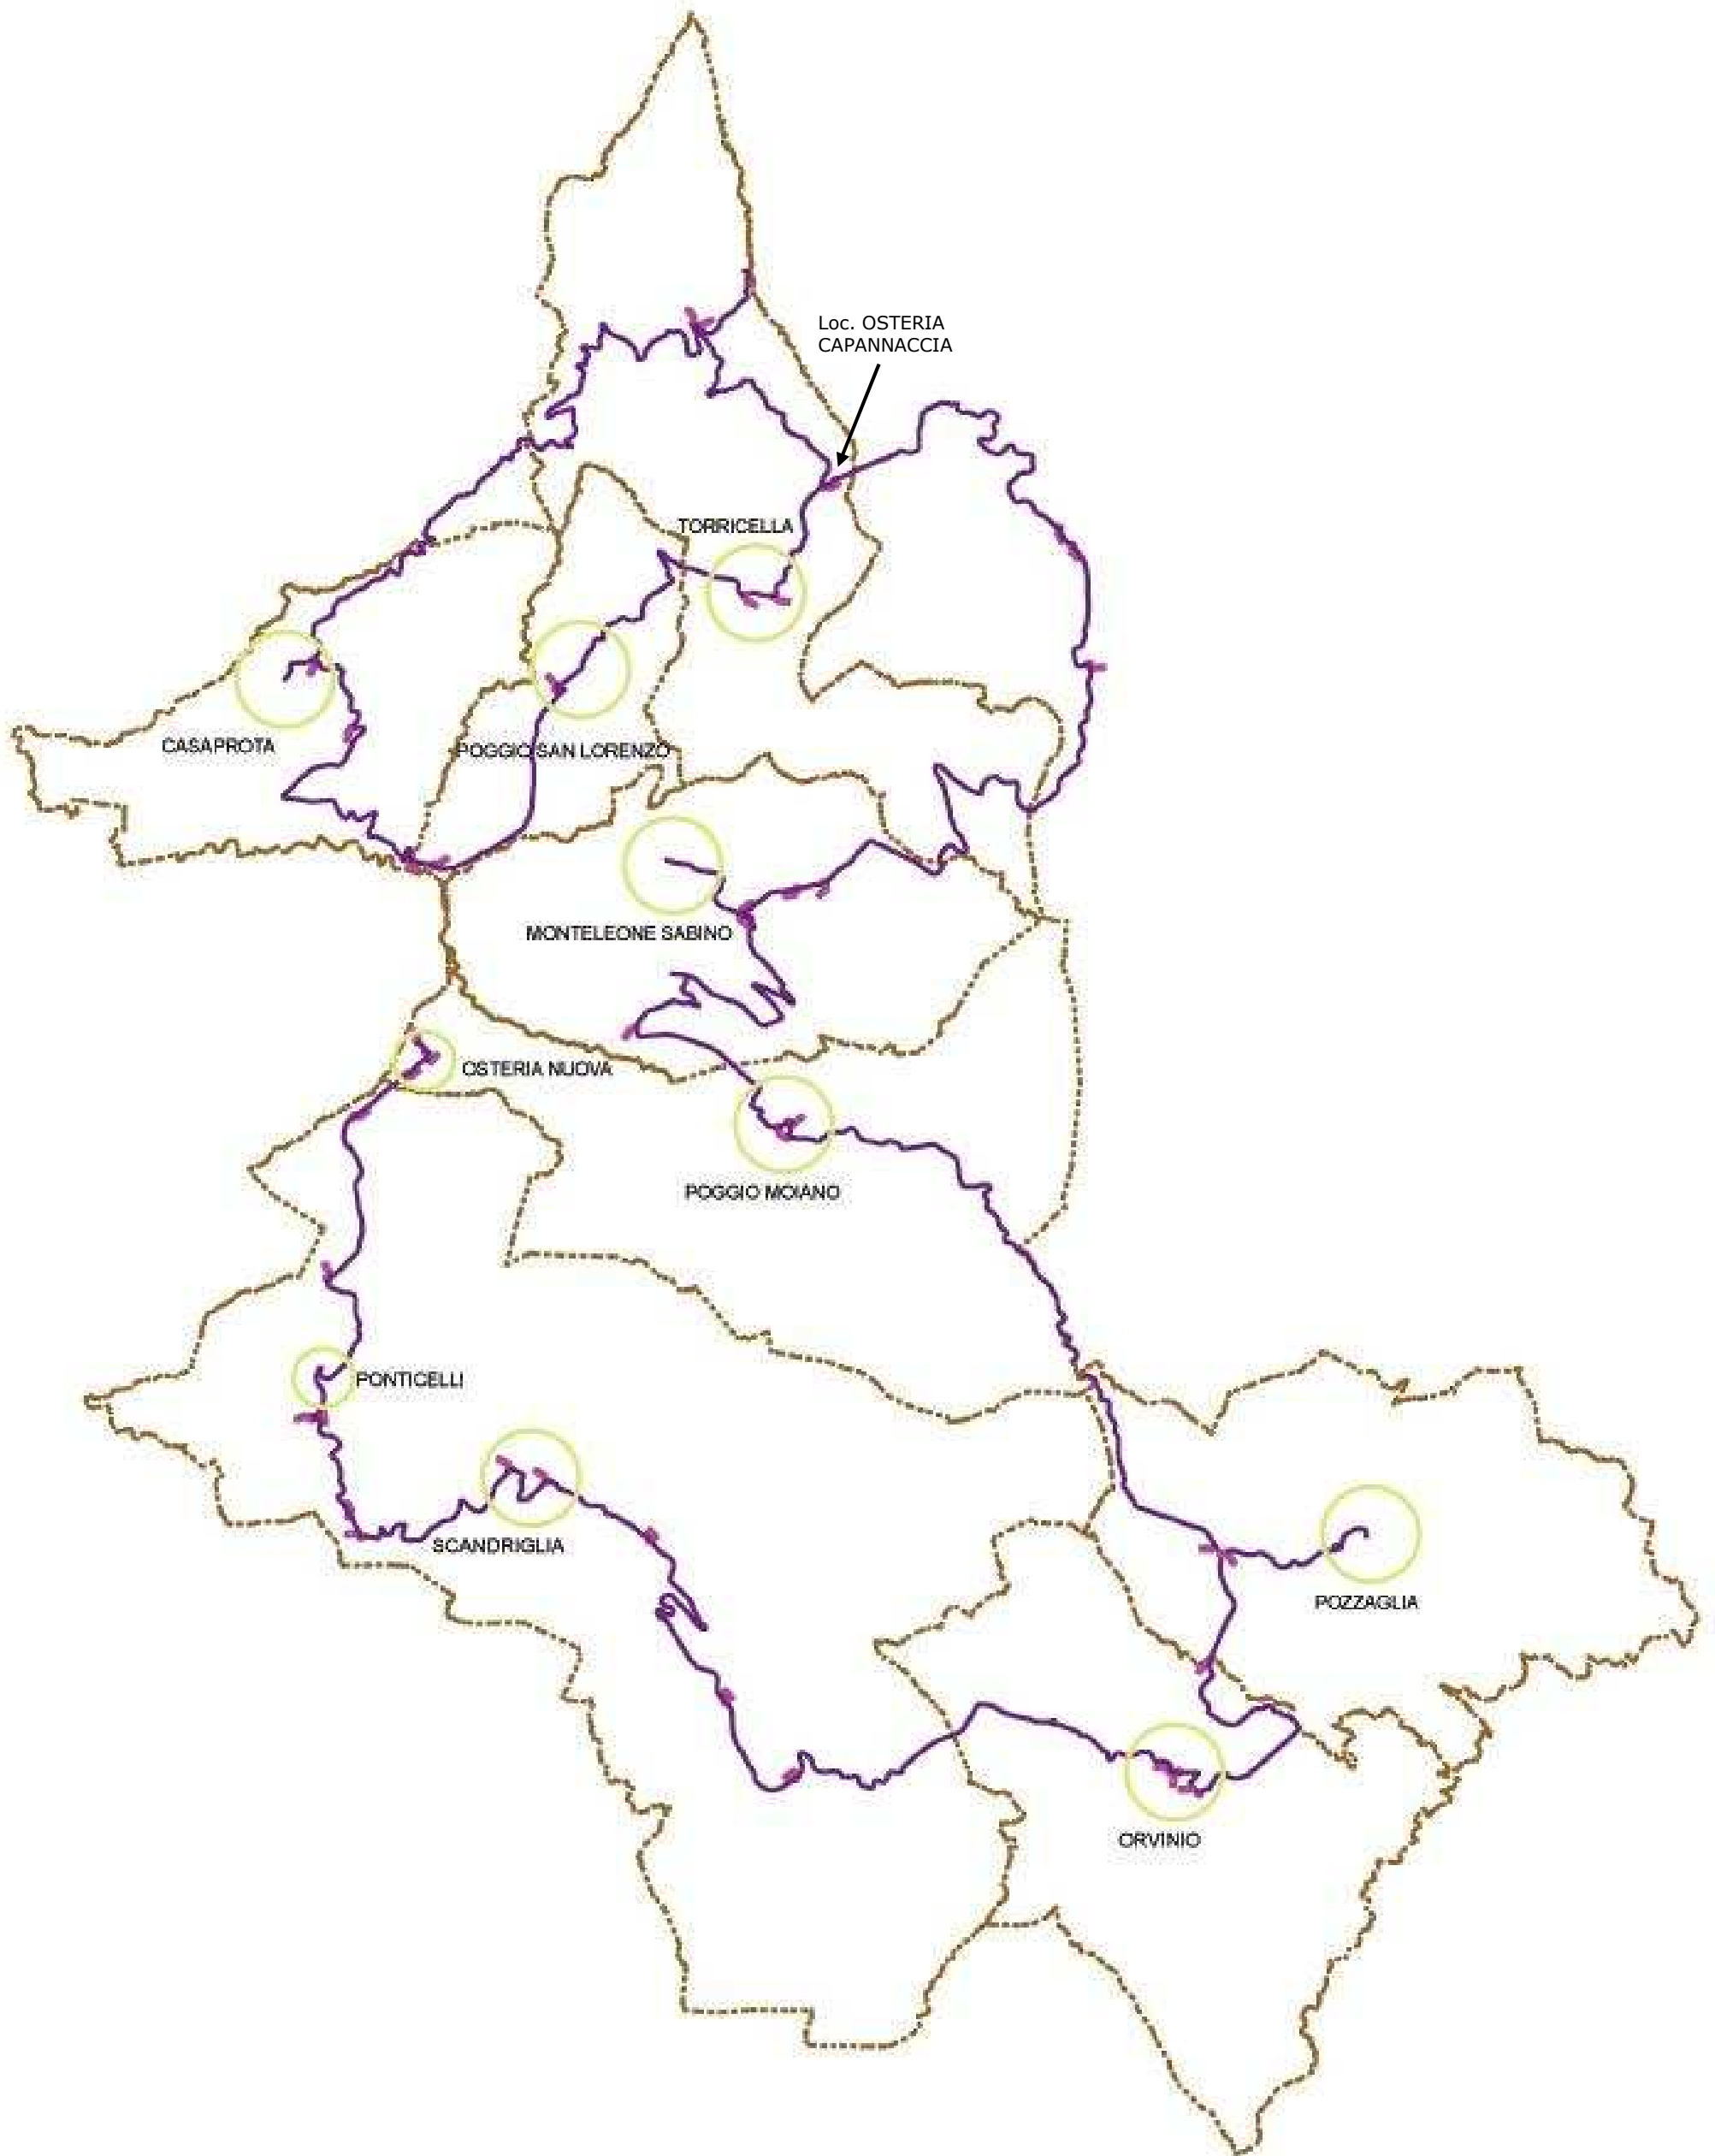 Loc. OSTERIA
CAPANNACCIA
TORRICELLA
CASAPROTA
POGGIO SAN LORENZO
MONTELEONE SABINO
OSTERIA NUOVA
POGGIO MOIANO
PONTICELLI
SCANDRIGLIA
POZZAGLIA
ORVINIO